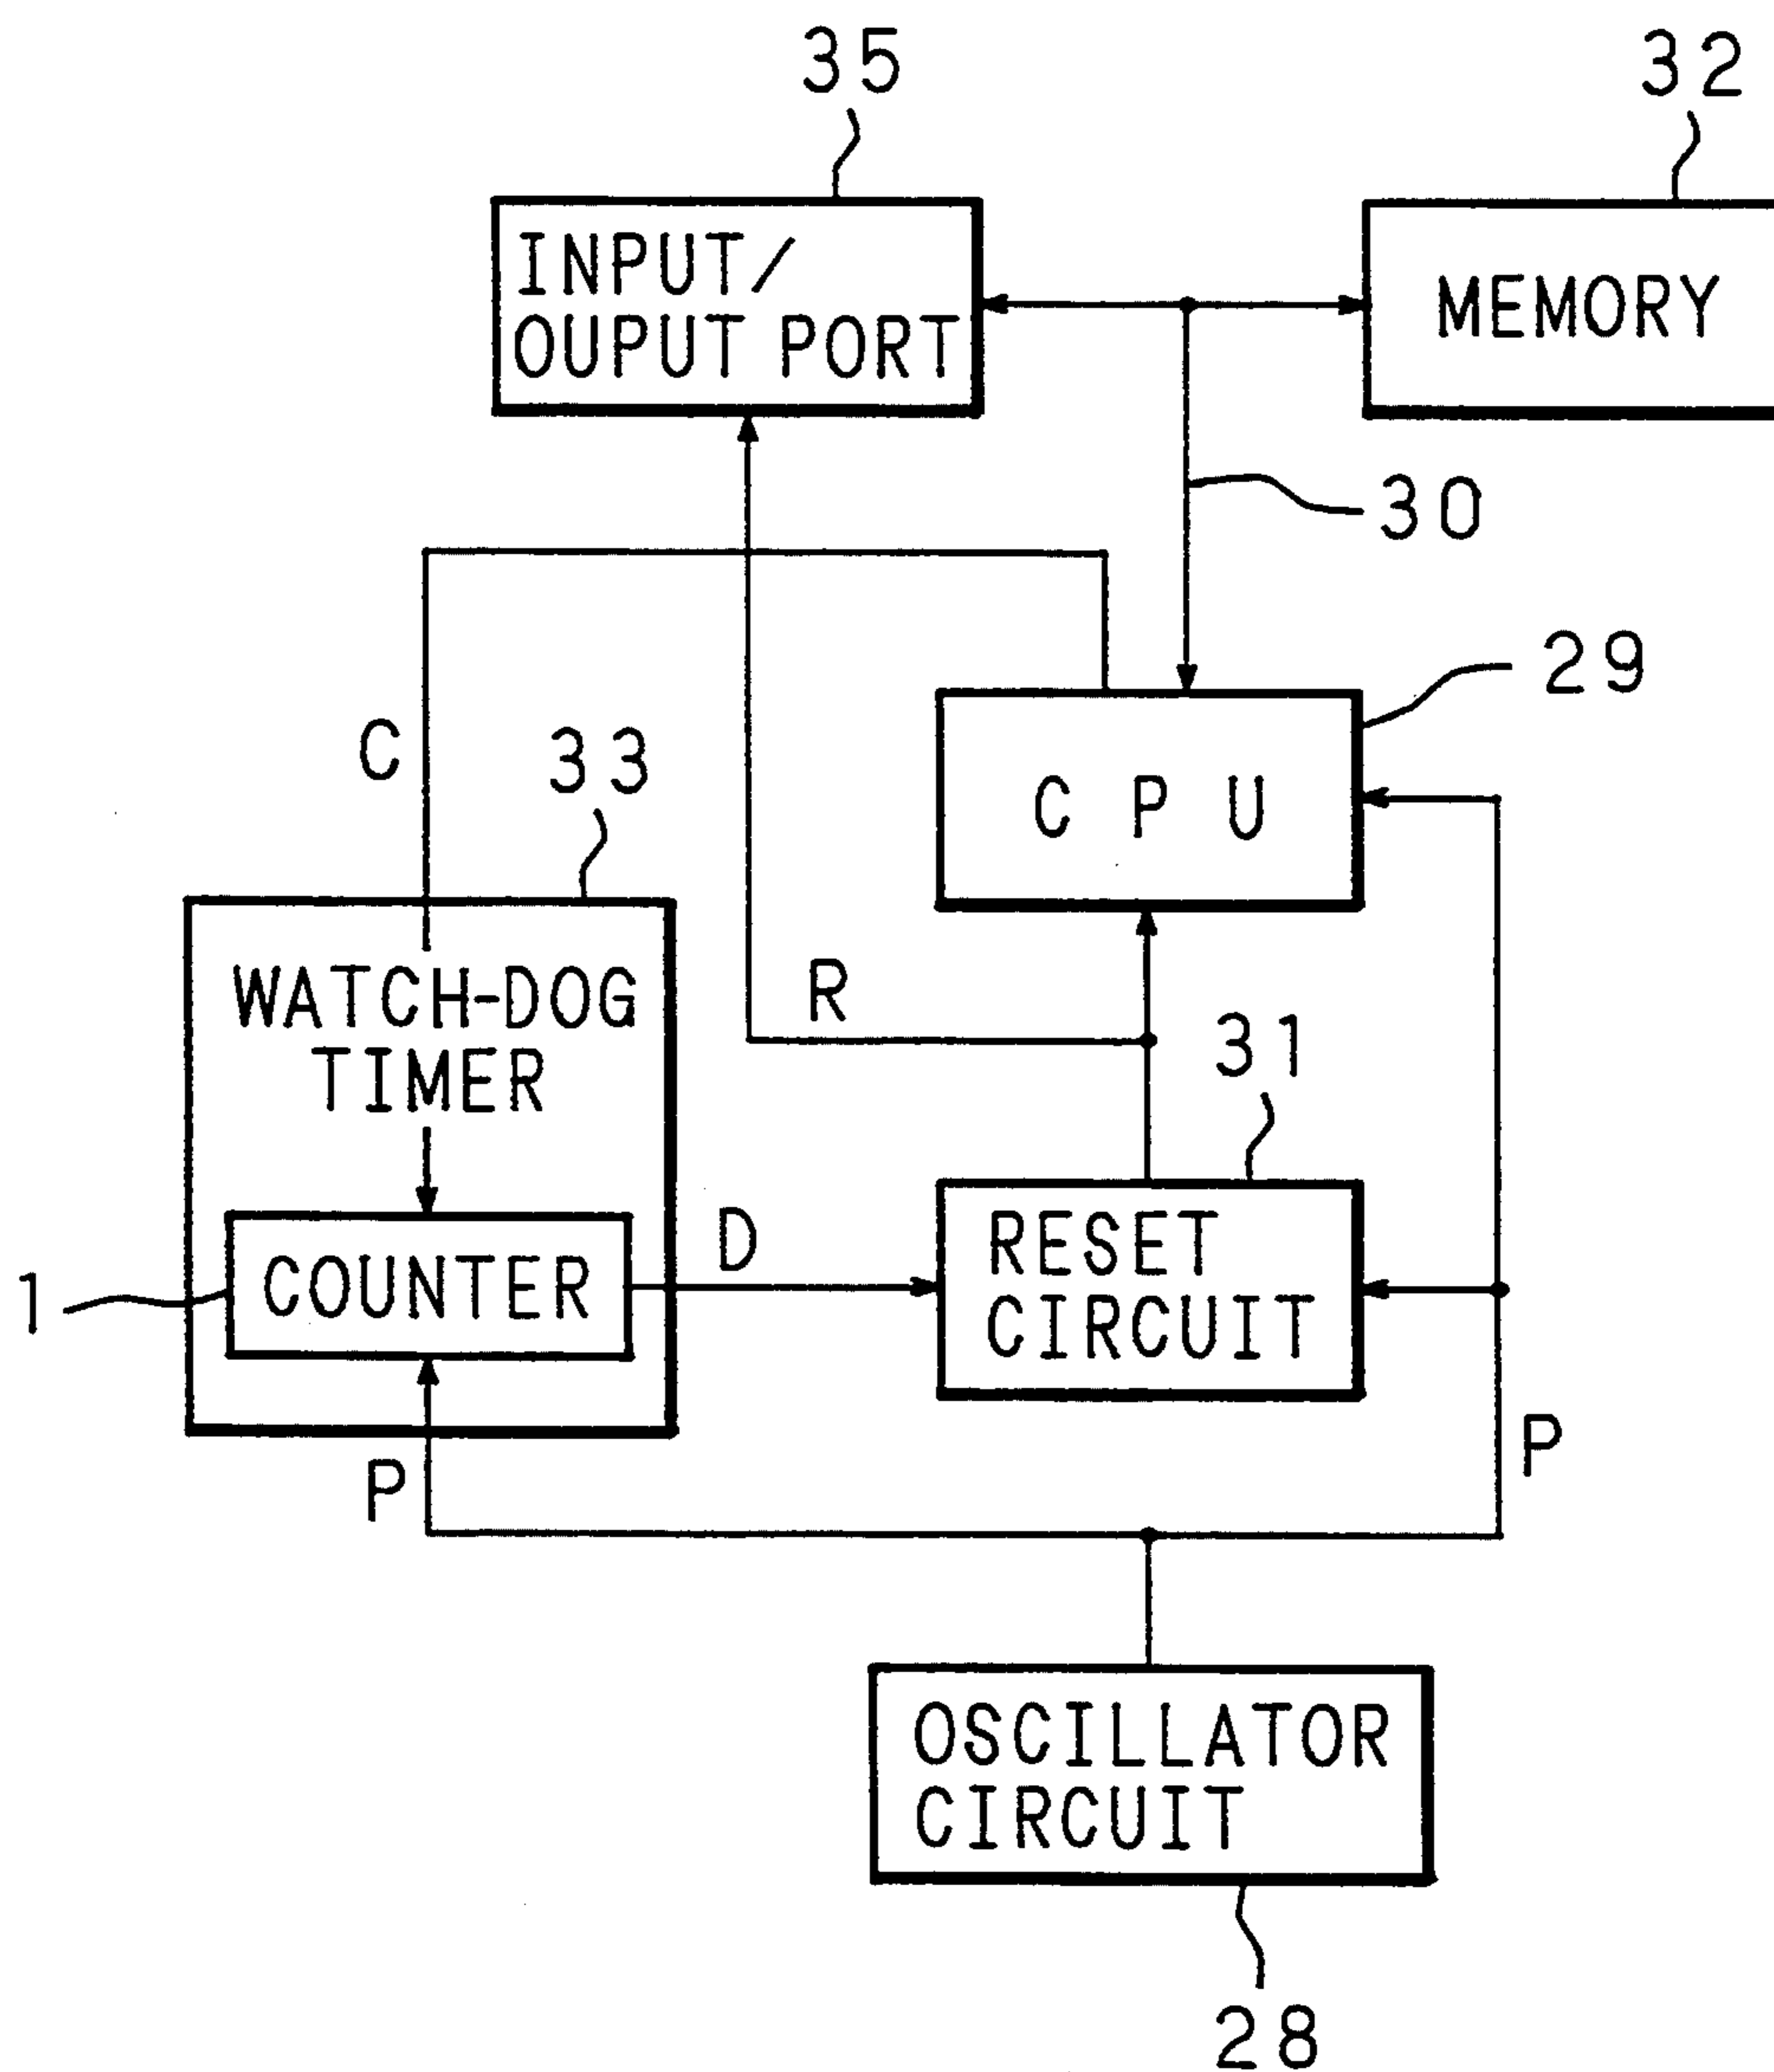 35
32
INPUT/
OUPUT PORT
MEMORY
30
29
C
33
C P U
R
WATCH-DOG
TIMER
31
D
RESET
CIRCUIT
COUNTER
1
P
P
OSCILLATOR
CIRCUIT
28